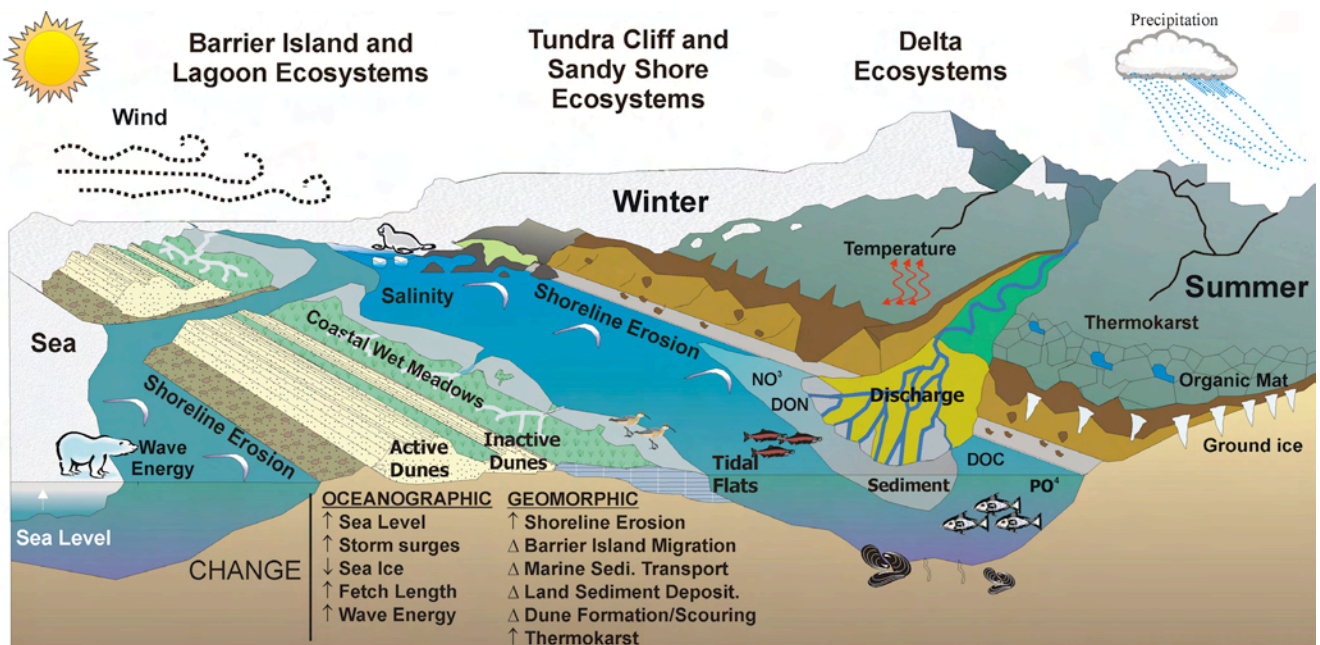 Barrier Island and
Lagoon Ecosystems
Tundra Cliff and
Sandy Shore
Ecosystems
Delta
Ecosystems
Precipitation
Wind
Winter
Temperature
Summer
Salinity
Shoreline Erosion
Thermokarst
Sea
Coastal Wet Meadows
NO³
DON
Discharge
Organic Mat
Shoreline Erosion
Wave
Energy
Active
Dunes
Inactive
Dunes
Tidal
Flats
Sediment
DOC
PO⁴
Ground ice
Sea Level
CHANGE
OCEANOGRAPHIC
↑ Sea Level
↑ Storm surges
↓ Sea Ice
↑ Fetch Length
↑ Wave Energy
GEOMORPHIC
↑ Shoreline Erosion
Δ Barrier Island Migration
Δ Marine Sedi. Transport
Δ Land Sediment Deposit.
Δ Dune Formation/Scouring
↑ Thermokarst